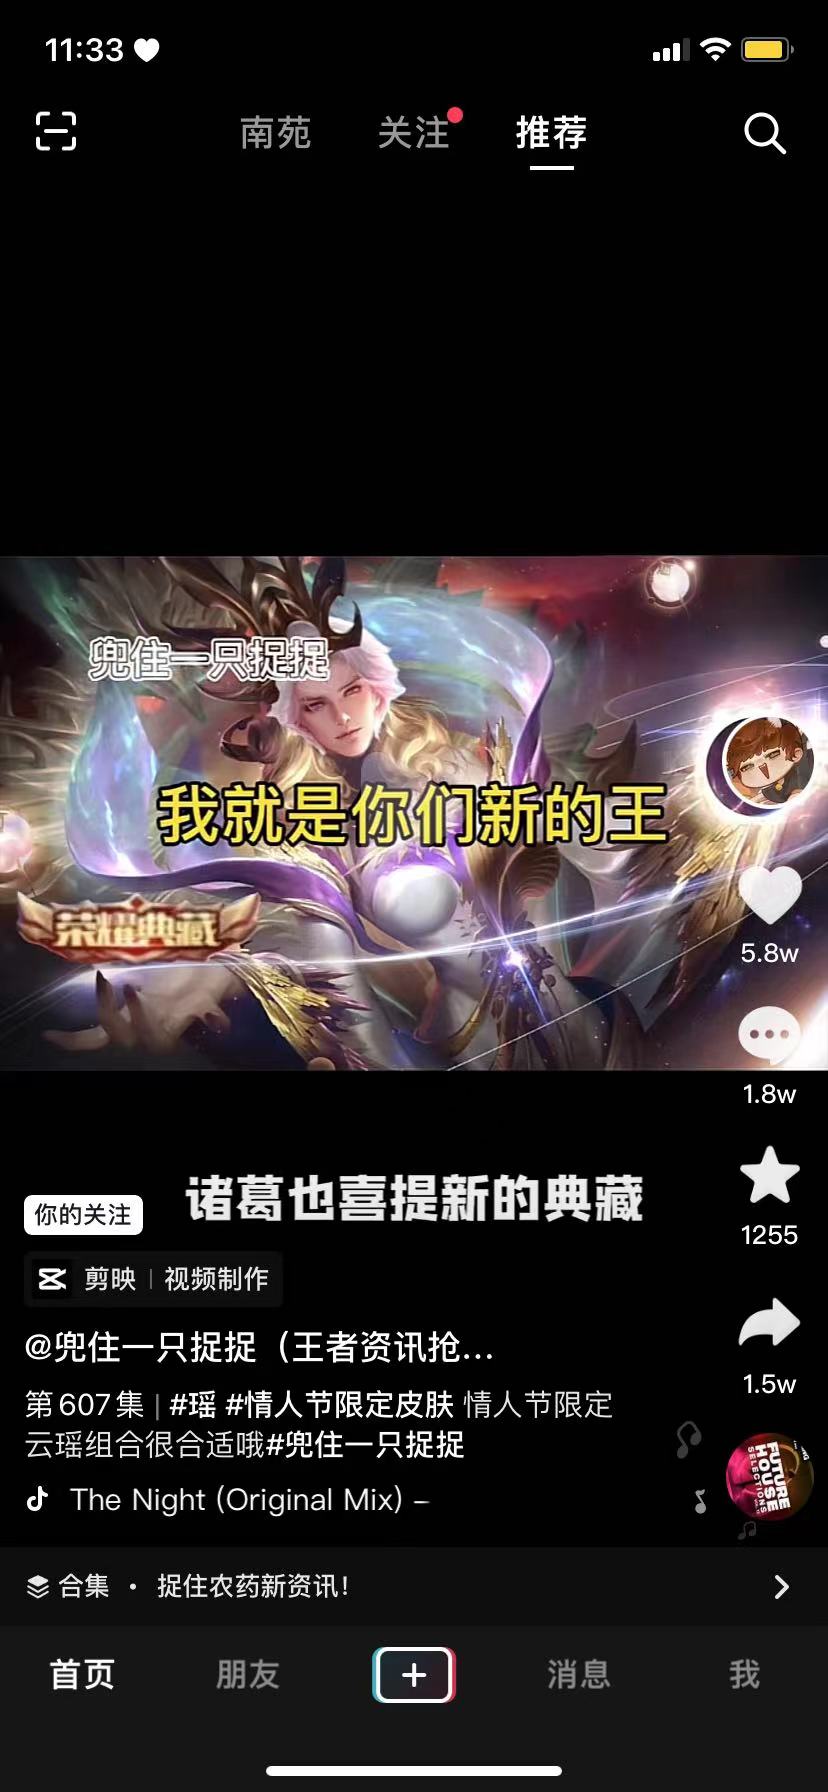 11:33
南苑 关注 推荐
兜住一只捉捉
我就是你们新的王
荣耀典藏
5.8w
1.8w
诸葛也喜提新的典藏
你的关注
1255
剪映 | 视频制作
@兜住一只捉捉（王者资讯抢...
1.5w
第607集 | #瑶 #情人节限定皮肤 情人节限定
云瑶组合很合适哦#兜住一只捉捉
The Night (Original Mix) –
FUTURE
HOUSE
SELECTIONS
合集 · 捉住农药新资讯！
首页 朋友 消息 我